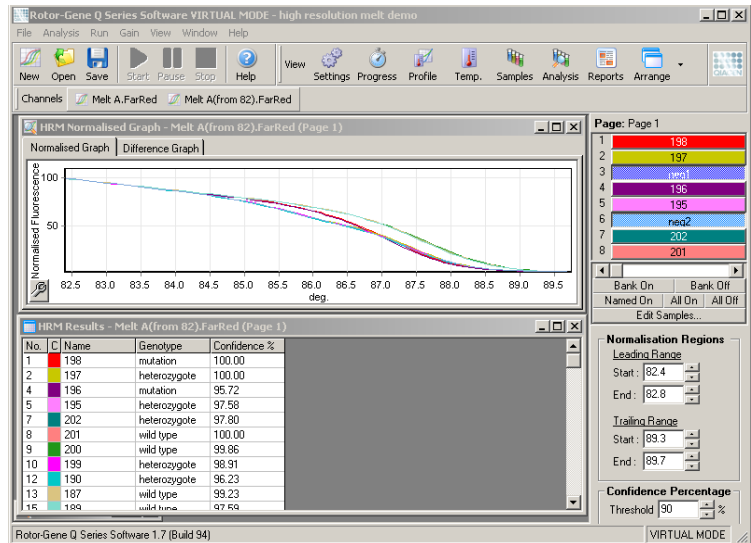 Rotor-Gene Q Series Software VIRTUAL MODE - high resolution melt demo
File Analysis Run Gain View Window Help
New Open Save Start Pause Stop Help View Settings Progress Profile Temp. Samples Analysis Reports Arrange
QIAGEN
Channels Melt A.FarRed Melt A(from 82).FarRed
HRM Normalised Graph - Melt A(from 82).FarRed (Page 1)
Normalised Graph Difference Graph
Normalised Fluorescence
100
50
82.5 83.0 83.5 84.0 84.5 85.0 85.5 86.0 86.5 87.0 87.5 88.0 88.5 89.0 89.5
deg.
HRM Results - Melt A(from 82).FarRed (Page 1)
No. C Name Genotype Confidence %
1 198 mutation 100.00
2 197 heterozygote 100.00
4 196 mutation 95.72
5 195 heterozygote 97.58
7 202 heterozygote 97.80
8 201 wild type 100.00
9 200 wild type 99.86
10 199 heterozygote 98.91
12 190 heterozygote 96.23
13 187 wild type 99.23
15 189 wild type 97.59
Page: Page 1
1 198
2 197
3 neg1
4 196
5 195
6 neg2
7 202
8 201
Bank On Bank Off
Named On All On All Off
Edit Samples...
Normalisation Regions
Leading Range
Start : 82.4
End : 82.8
Trailing Range
Start : 89.3
End : 89.7
Confidence Percentage
Threshold 90 %
Rotor-Gene Q Series Software 1.7 (Build 94)
VIRTUAL MODE